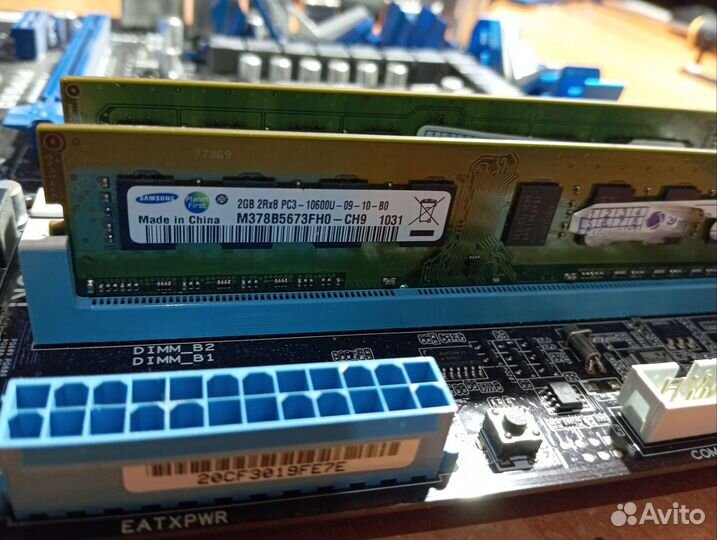 77069
SAMSUNG
Planet First
2GB 2Rx8 PC3-10600U-09-10-B0
Made in China
M378B5673FH0-CH9 1031
DIMM_B2
DIMM_B1
20CF3019FE7E
EATXPWR
COM
Avito